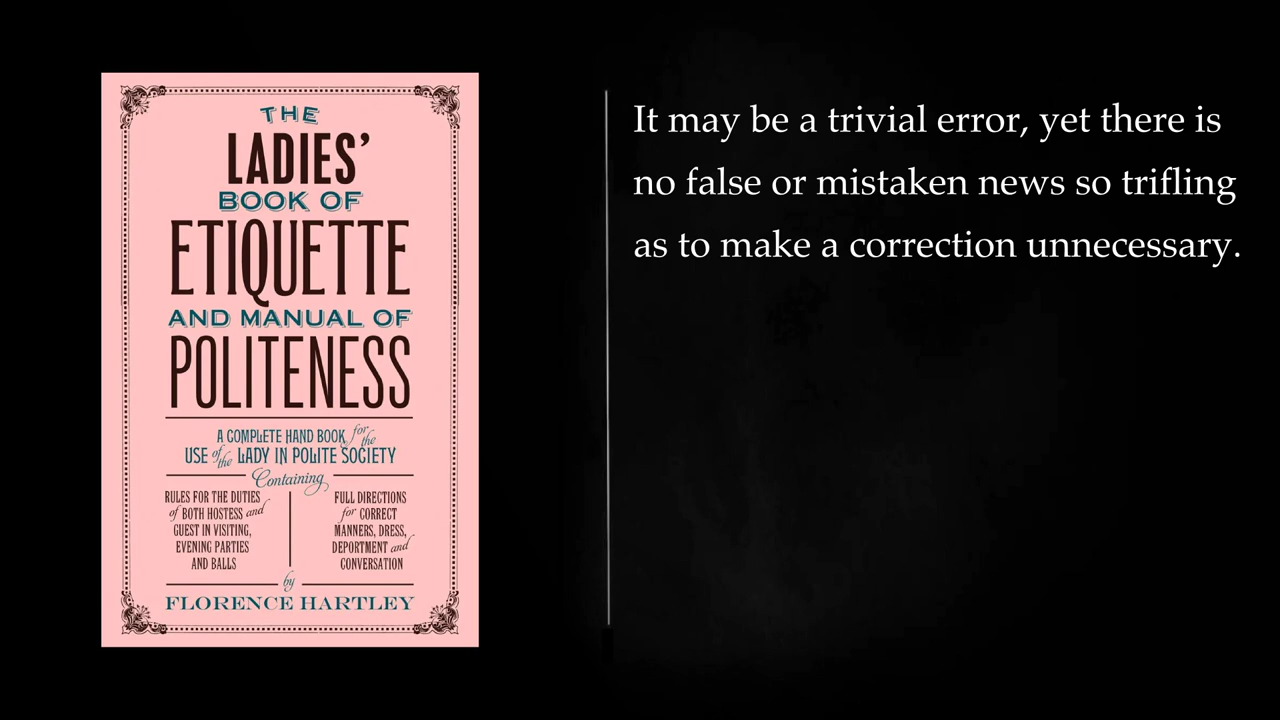 THE
LADIES’
BOOK OF
ETIQUETTE
AND MANUAL OF
POLITENESS
A COMPLETE HAND BOOK for the
USE of the LADY IN POLITE SOCIETY
Containing
RULES FOR THE DUTIES
of BOTH HOSTESS and
GUEST IN VISITING,
EVENING PARTIES
AND BALLS
FULL DIRECTIONS
for CORRECT
MANNERS, DRESS,
DEPORTMENT and
CONVERSATION
by
FLORENCE HARTLEY
It may be a trivial error, yet there is
no false or mistaken news so trifling
as to make a correction unnecessary.